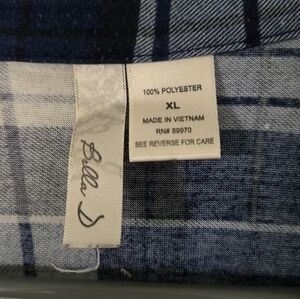 100% POLYESTER
XL
MADE IN VIETNAM
RN# 89970
SEE REVERSE FOR CARE
Bella D